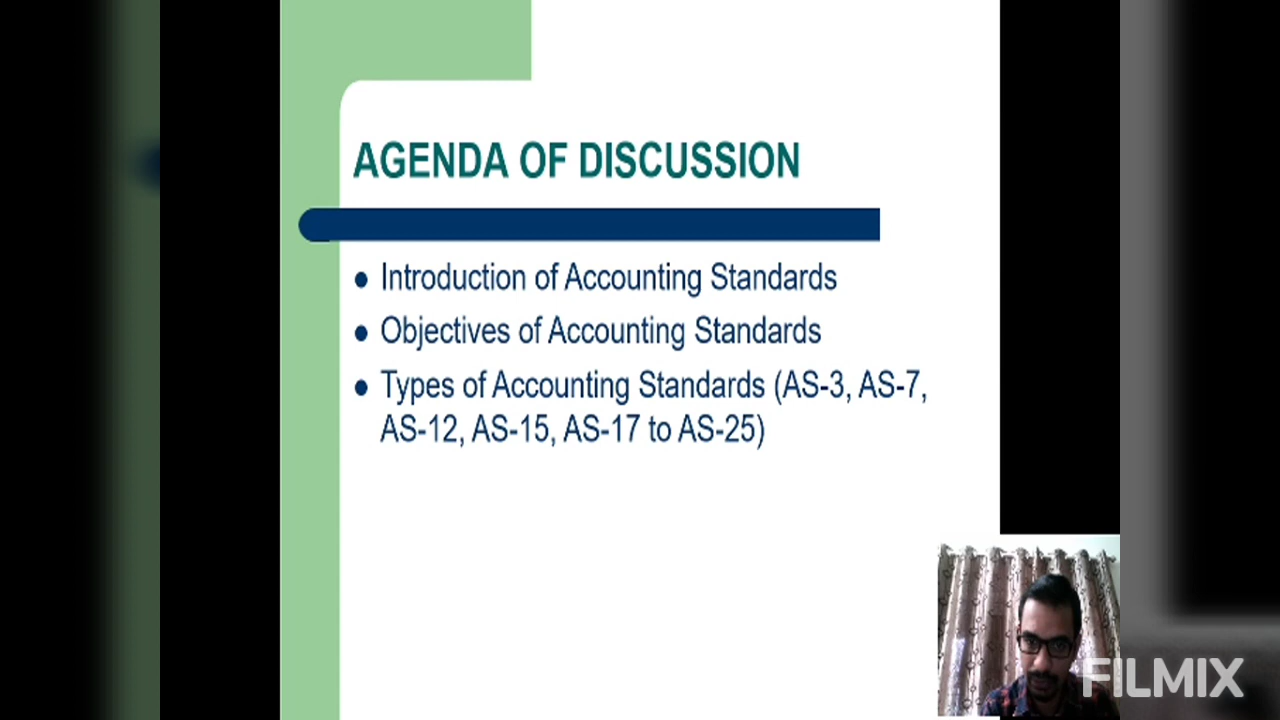 AGENDA OF DISCUSSION
Introduction of Accounting Standards
Objectives of Accounting Standards
Types of Accounting Standards (AS-3, AS-7,
AS-12, AS-15, AS-17 to AS-25)
FILMIX